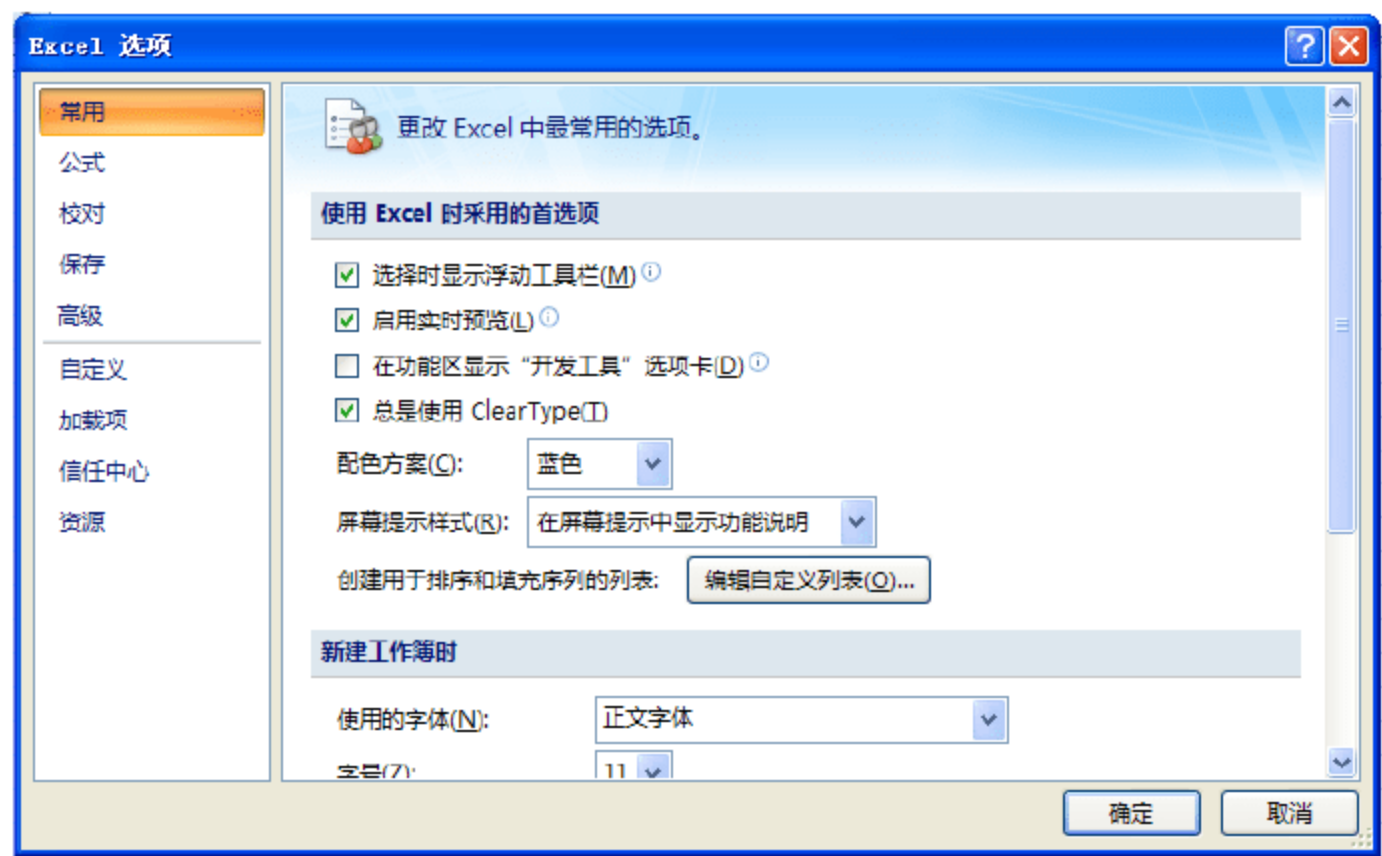 Excel 选项
常用
公式
校对
保存
高级
自定义
加载项
信任中心
资源
更改 Excel 中最常用的选项。
使用 Excel 时采用的首选项
选择时显示浮动工具栏(M)
启用实时预览(L)
在功能区显示“开发工具”选项卡(D)
总是使用 ClearType(T)
配色方案(C): 蓝色
屏幕提示样式(R): 在屏幕提示中显示功能说明
创建用于排序和填充序列的列表: 编辑自定义列表(O)...
新建工作簿时
使用的字体(N): 正文字体
字号(Z): 11
确定 取消